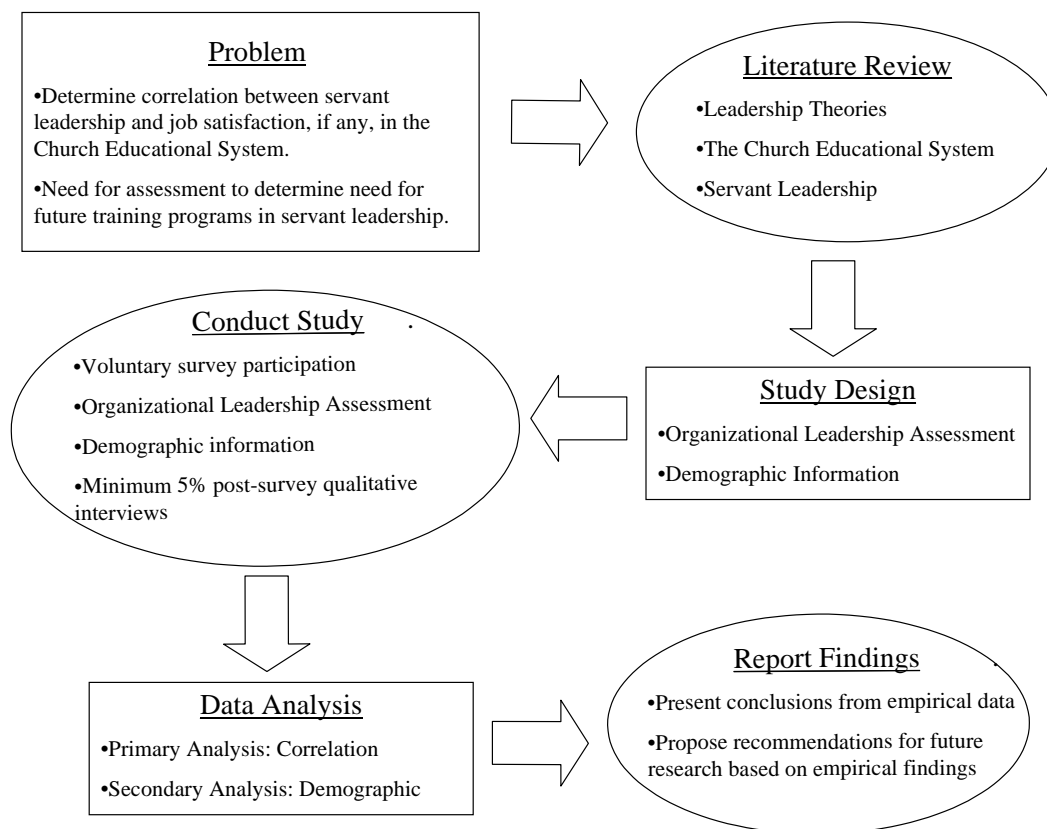 Problem
•Determine correlation between servant
leadership and job satisfaction, if any, in the
Church Educational System.
•Need for assessment to determine need for
future training programs in servant leadership.
Literature Review
•Leadership Theories
•The Church Educational System
•Servant Leadership
Study Design
•Organizational Leadership Assessment
•Demographic Information
Conduct Study
•Voluntary survey participation
•Organizational Leadership Assessment
•Demographic information
•Minimum 5% post-survey qualitative
interviews
Data Analysis
•Primary Analysis: Correlation
•Secondary Analysis: Demographic
Report Findings
•Present conclusions from empirical data
•Propose recommendations for future
research based on empirical findings